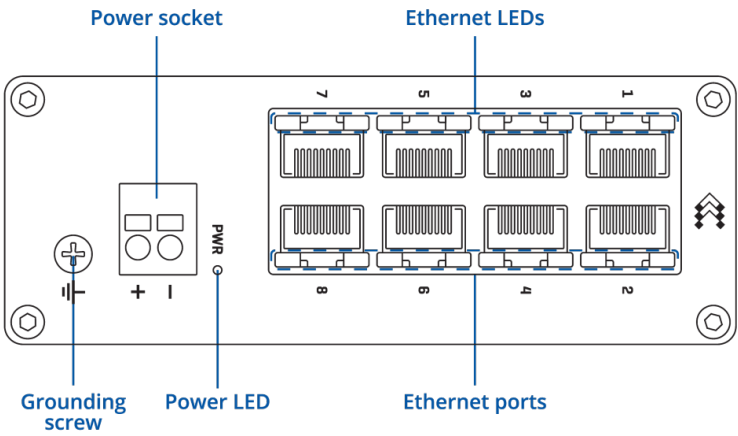 Power socket
Ethernet LEDs
7 5 3 1
PWR
+ −
8 6 4 2
Grounding
screw
Power LED
Ethernet ports